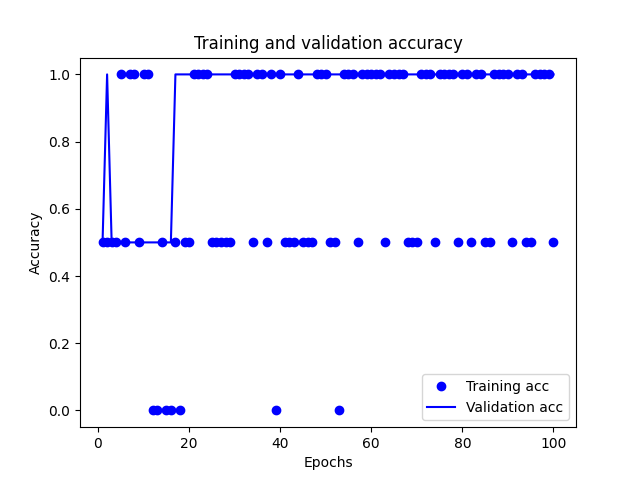 Training and validation accuracy
1.0
0.8
0.6
0.4
0.2
0.0
Accuracy
Training acc
Validation acc
0 20 40 60 80 100
Epochs